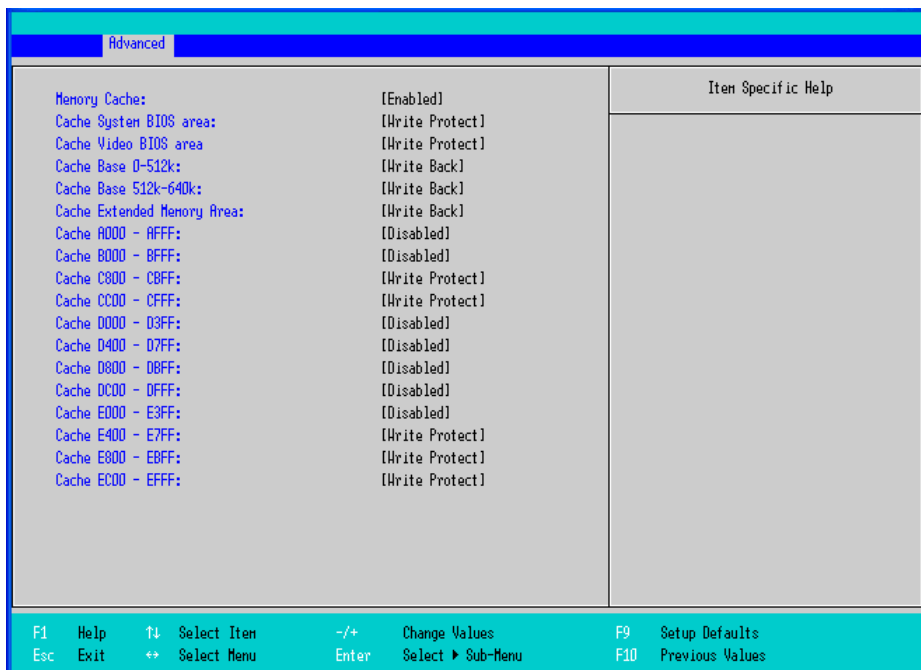 Advanced
Item Specific Help
Memory Cache: [Enabled]
Cache System BIOS area: [Write Protect]
Cache Video BIOS area [Write Protect]
Cache Base 0-512k: [Write Back]
Cache Base 512k-640k: [Write Back]
Cache Extended Memory Area: [Write Back]
Cache A000 - AFFF: [Disabled]
Cache B000 - BFFF: [Disabled]
Cache C800 - CBFF: [Write Protect]
Cache CC00 - CFFF: [Write Protect]
Cache D000 - D3FF: [Disabled]
Cache D400 - D7FF: [Disabled]
Cache D800 - DBFF: [Disabled]
Cache DC00 - DFFF: [Disabled]
Cache E000 - E3FF: [Disabled]
Cache E400 - E7FF: [Write Protect]
Cache E800 - EBFF: [Write Protect]
Cache EC00 - EFFF: [Write Protect]
F1 Help ↑↓ Select Item -/+ Change Values F9 Setup Defaults
Esc Exit ↔ Select Menu Enter Select ▶ Sub-Menu F10 Previous Values